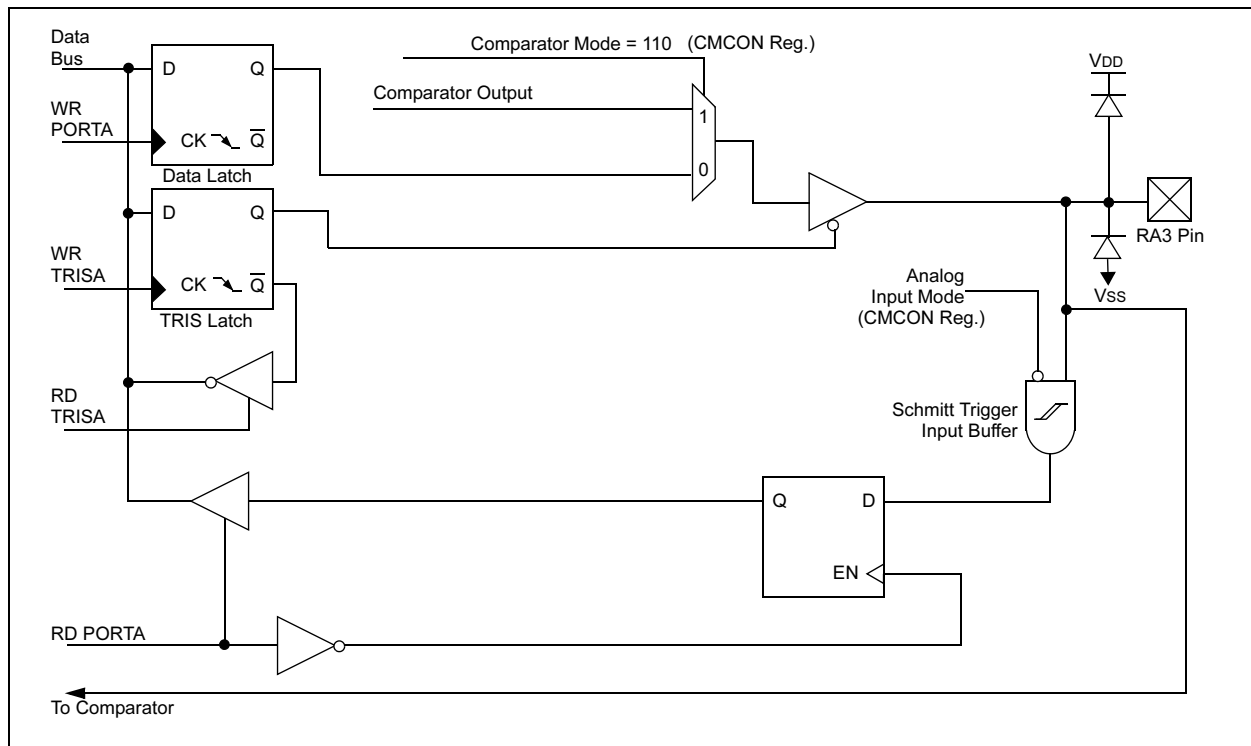 Data
Bus
D Q
WR
PORTA
CK Q
Data Latch
Comparator Mode = 110 (CMCON Reg.)
Comparator Output
1
0
VDD
RA3 Pin
VSS
D Q
WR
TRISA
CK Q
TRIS Latch
Analog
Input Mode
(CMCON Reg.)
RD
TRISA
Schmitt Trigger
Input Buffer
Q D
EN
RD PORTA
To Comparator